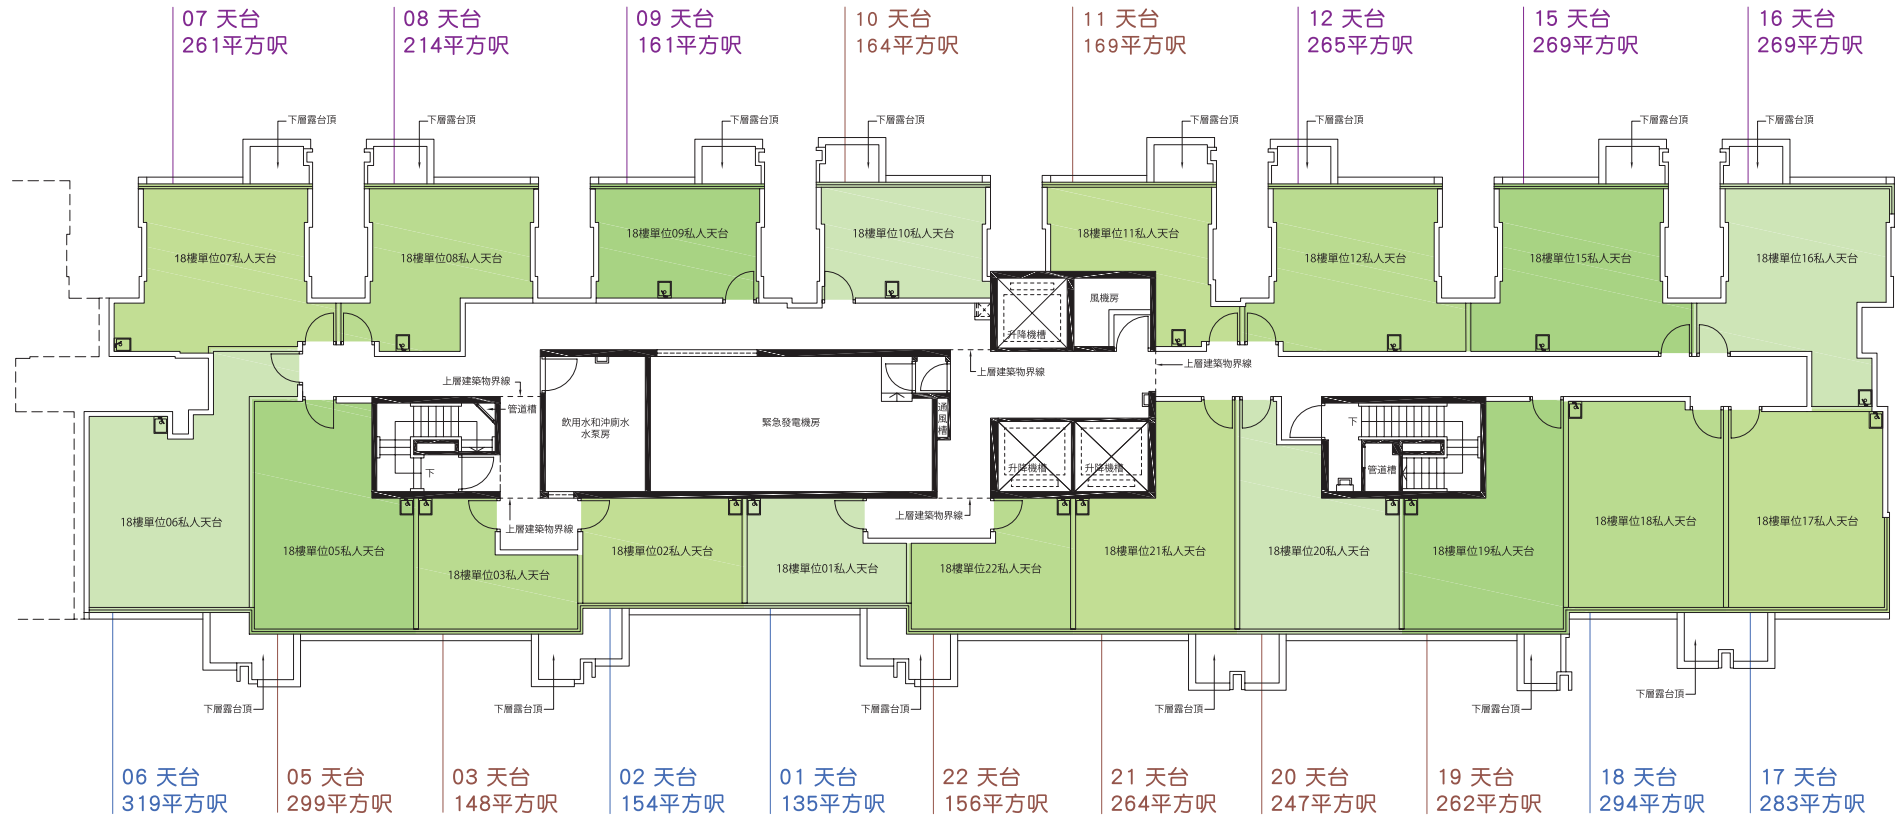 07 天台
261平方呎
08 天台
214平方呎
09 天台
161平方呎
10 天台
164平方呎
11 天台
169平方呎
12 天台
265平方呎
15 天台
269平方呎
16 天台
269平方呎
下層露台頂
下層露台頂
下層露台頂
下層露台頂
下層露台頂
下層露台頂
下層露台頂
下層露台頂
18樓單位07私人天台
18樓單位08私人天台
18樓單位09私人天台
18樓單位10私人天台
18樓單位11私人天台
18樓單位12私人天台
18樓單位15私人天台
18樓單位16私人天台
風機房
升降機槽
上層建築物界線
上層建築物界線
上層建築物界線
管道槽
飲用水和沖廁水
水泵房
緊急發電機房
通風槽
下
下
升降機槽
升降機槽
管道槽
上層建築物界線
上層建築物界線
18樓單位06私人天台
18樓單位05私人天台
18樓單位03私人天台
18樓單位02私人天台
18樓單位01私人天台
18樓單位22私人天台
18樓單位21私人天台
18樓單位20私人天台
18樓單位19私人天台
18樓單位18私人天台
18樓單位17私人天台
下層露台頂
下層露台頂
下層露台頂
下層露台頂
下層露台頂
下層露台頂
06 天台
319平方呎
05 天台
299平方呎
03 天台
148平方呎
02 天台
154平方呎
01 天台
135平方呎
22 天台
156平方呎
21 天台
264平方呎
20 天台
247平方呎
19 天台
262平方呎
18 天台
294平方呎
17 天台
283平方呎